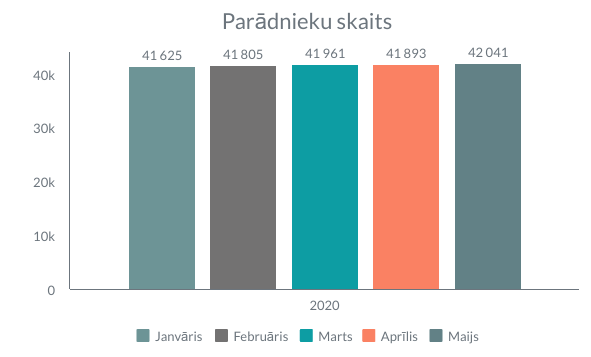 Parādnieku skaits
41 625
41 805
41 961
41 893
42 041
40k
30k
20k
10k
0
2020
Janvāris Februāris Marts Aprīlis Maijs